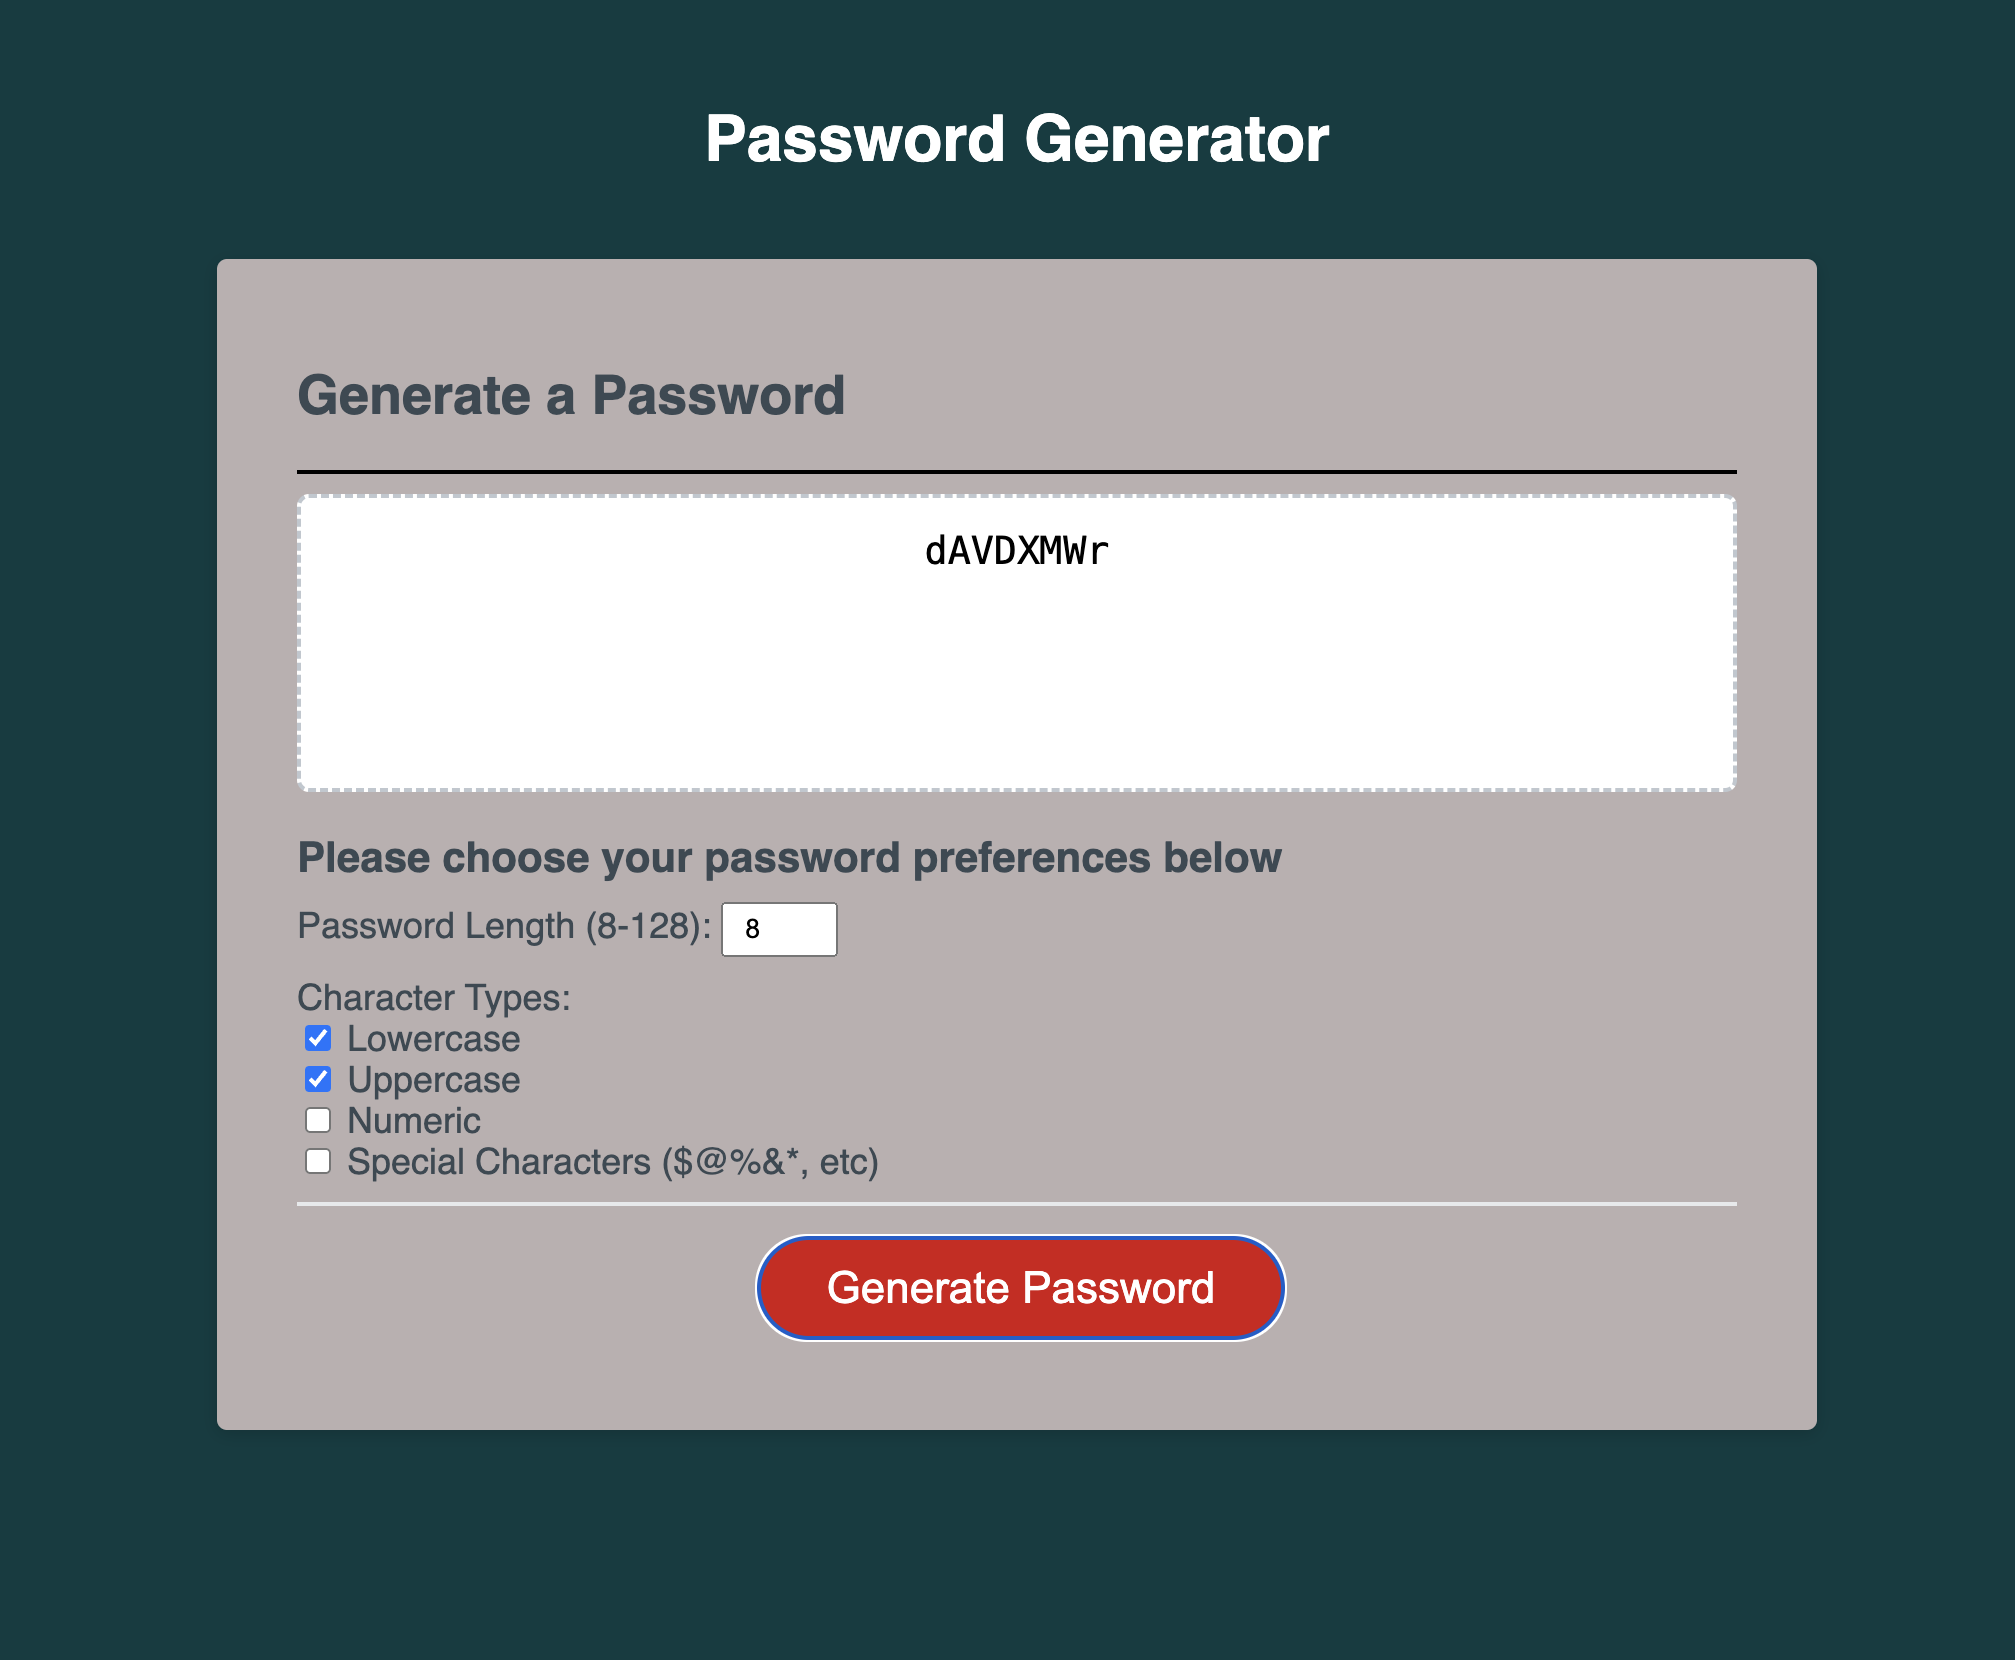 Password Generator
Generate a Password
dAVDXMWr
Please choose your password preferences below
Password Length (8-128): 8
Character Types:
Lowercase
Uppercase
Numeric
Special Characters ($@%&*, etc)
Generate Password